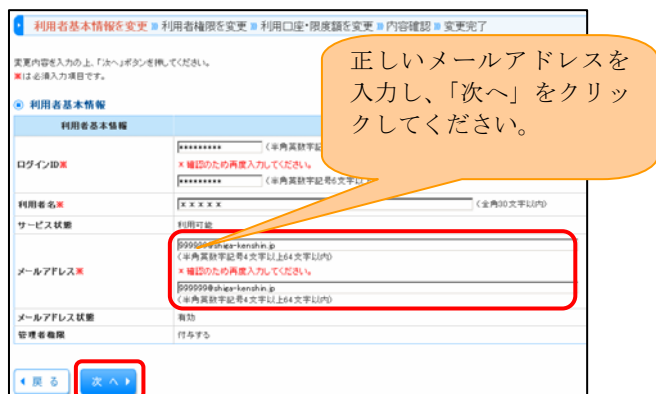 利用者基本情報を変更 利用者権限を変更 利用口座・限度額を変更 内容確認 変更完了
変更内容を入力の上、「次へ」ボタンを押してください。
※は必須入力項目です。
正しいメールアドレスを
入力し、「次へ」をクリッ
クしてください。
利用者基本情報
利用者基本情報
ログインID※
********* (半角英数字記
※確認のため再度入力してください。
********* (半角英数字記号6文字以
利用者名※ ××××× (全角30文字以内)
サービス状態 利用可能
メールアドレス※
999999@shiga-kenshin.jp
(半角英数字記号4文字以上64文字以内)
※確認のため再度入力してください。
999999@shiga-kenshin.jp
(半角英数字記号4文字以上64文字以内)
メールアドレス状態 有効
管理者権限 付与する
戻る 次へ